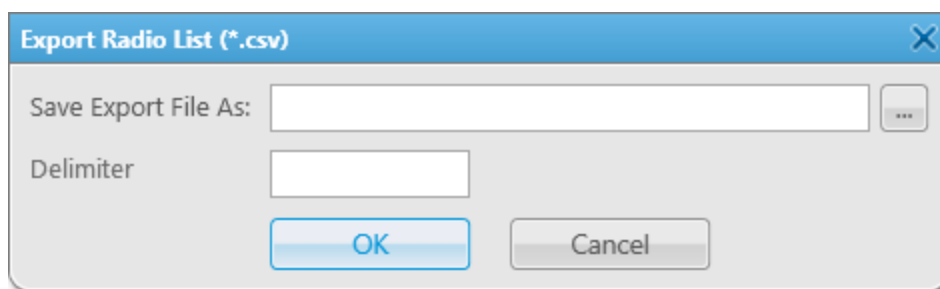 Export Radio List (*.csv)
Save Export File As: ...
Delimiter
OK Cancel